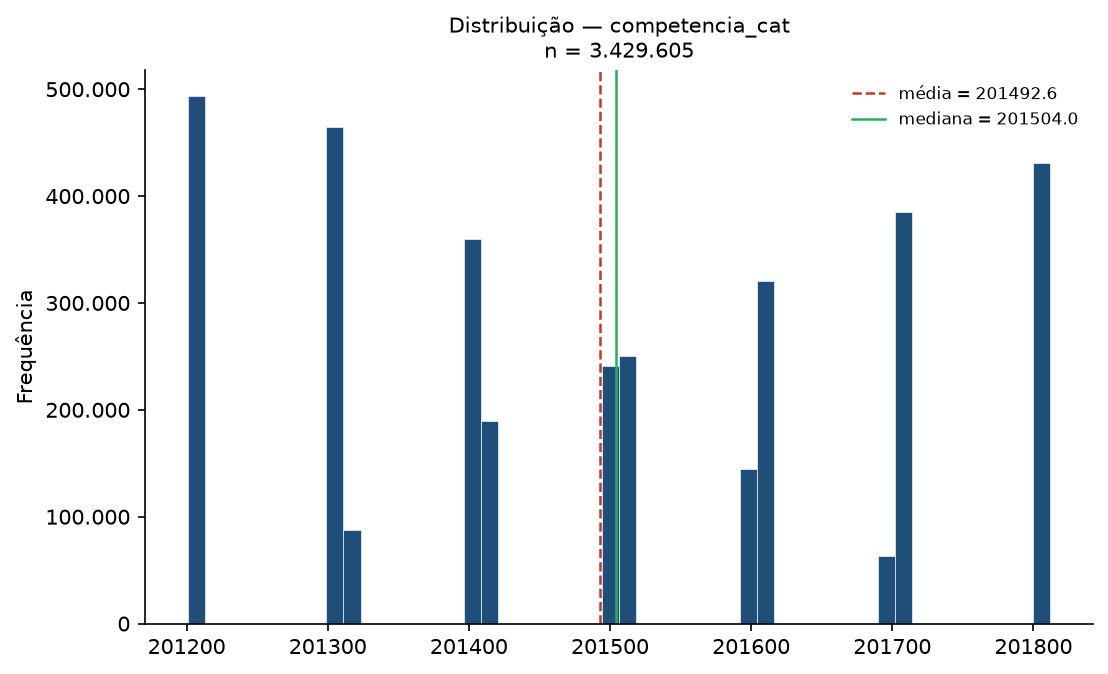 Distribuição — competencia_cat
n = 3.429.605
média = 201492.6
mediana = 201504.0
Frequência
500.000
400.000
300.000
200.000
100.000
0
201200 201300 201400 201500 201600 201700 201800